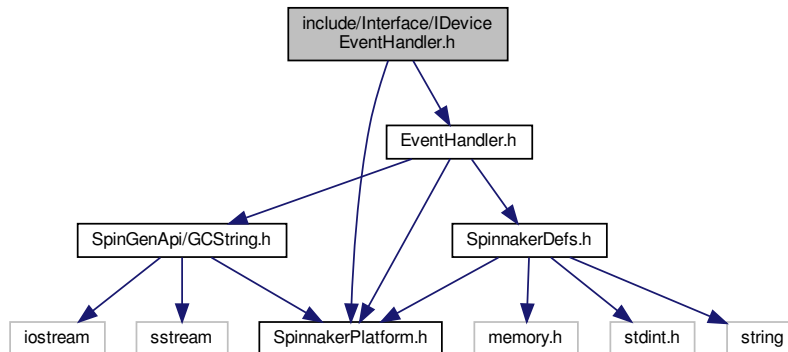 include/Interface/IDevice
EventHandler.h
EventHandler.h
SpinGenApi/GCString.h
SpinnakerDefs.h
iostream
sstream
SpinnakerPlatform.h
memory.h
stdint.h
string